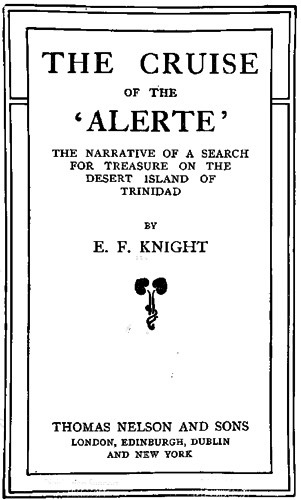 THE CRUISE
OF THE
‘ALERTE’
THE NARRATIVE OF A SEARCH
FOR TREASURE ON THE
DESERT ISLAND OF
TRINIDAD
BY
E. F. KNIGHT
THOMAS NELSON AND SONS
LONDON, EDINBURGH, DUBLIN
AND NEW YORK